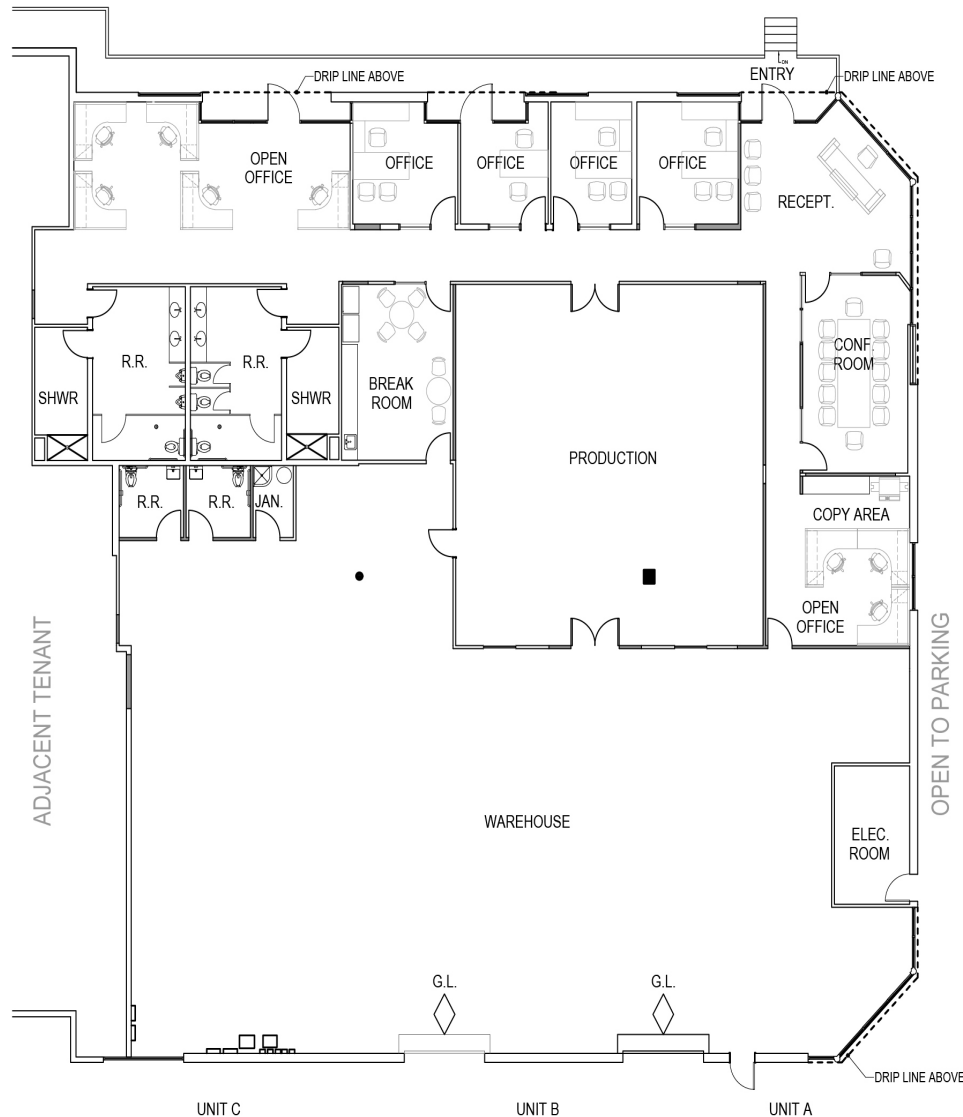 DRIP LINE ABOVE
DN
ENTRY
DRIP LINE ABOVE
OPEN
OFFICE
OFFICE
OFFICE
OFFICE
OFFICE
RECEPT.
R.R.
R.R.
SHWR
SHWR
BREAK
ROOM
CONF.
ROOM
PRODUCTION
R.R.
R.R.
JAN.
COPY AREA
OPEN
OFFICE
ADJACENT TENANT
OPEN TO PARKING
WAREHOUSE
ELEC.
ROOM
G.L.
G.L.
DRIP LINE ABOVE
UNIT C
UNIT B
UNIT A